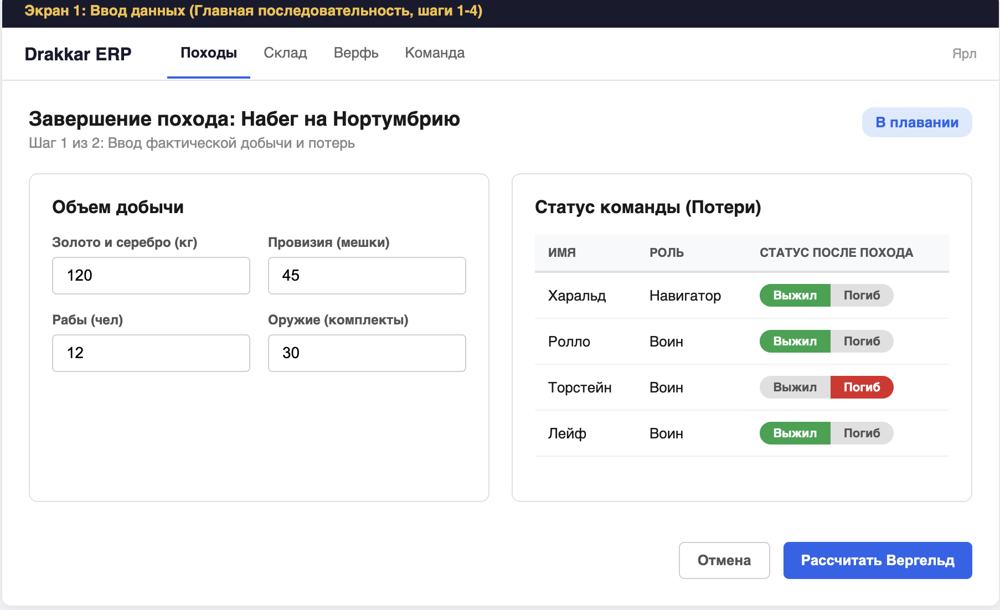 Экран 1: Ввод данных (Главная последовательность, шаги 1-4)
Drakkar ERP
Походы
Склад
Верфь
Команда
Ярл
Завершение похода: Набег на Нортумбрию
В плавании
Шаг 1 из 2: Ввод фактической добычи и потерь
Объем добычи
Золото и серебро (кг)
Провизия (мешки)
120
45
Рабы (чел)
Оружие (комплекты)
12
30
Статус команды (Потери)
ИМЯ РОЛЬ СТАТУС ПОСЛЕ ПОХОДА
Харальд Навигатор Выжил Погиб
Ролло Воин Выжил Погиб
Торстейн Воин Выжил Погиб
Лейф Воин Выжил Погиб
Отмена
Рассчитать Вергельд